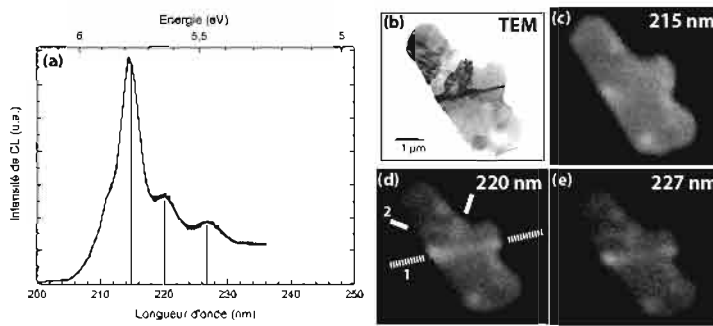 Energie (eV)
6
5,5
5
(a)
Intensité de CL (u.a.)
200
210
220
230
240
250
Longueur d'onde (nm)
(b)
TEM
1 µm
(c)
215 nm
(d)
220 nm
2
1
(e)
227 nm